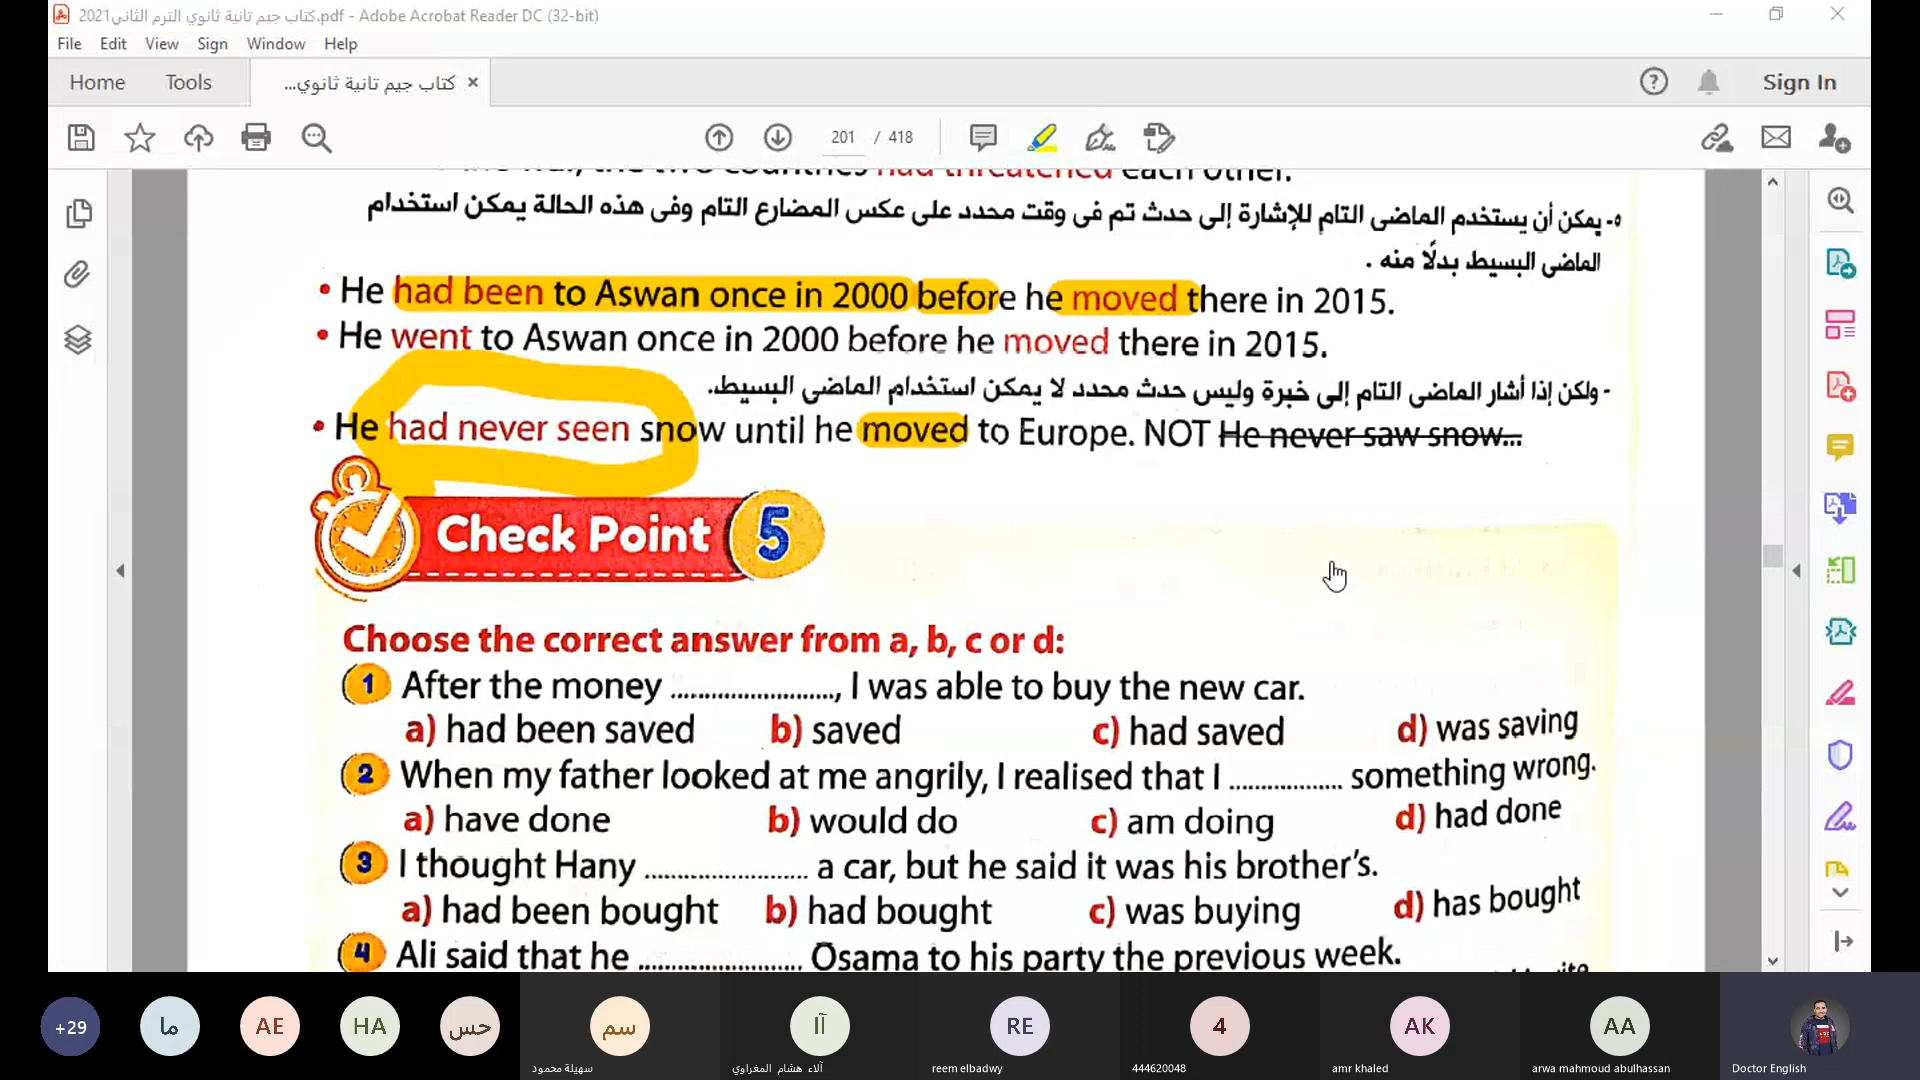 كتاب جيم تانية ثانوي الترم الثاني2021.pdf - Adobe Acrobat Reader DC (32-bit)
File Edit View Sign Window Help
Home Tools كتاب جيم تانية ثانوي... × Sign In
201 / 418
the two countries had threatened each other.
٥- يمكن أن يستخدم الماضى التام للإشارة إلى حدث تم فى وقت محدد على عكس المضارع التام وفى هذه الحالة يمكن استخدام
الماضى البسيط بدلًا منه .
• He had been to Aswan once in 2000 before he moved there in 2015.
• He went to Aswan once in 2000 before he moved there in 2015.
- ولكن إذا أشار الماضى التام إلى خبرة وليس حدث محدد لا يمكن استخدام الماضى البسيط.
• He had never seen snow until he moved to Europe. NOT He never saw snow...
Check Point 5
Choose the correct answer from a, b, c or d:
1 After the money ........................, I was able to buy the new car.
a) had been saved b) saved c) had saved d) was saving
2 When my father looked at me angrily, I realised that I ................. something wrong.
a) have done b) would do c) am doing d) had done
3 I thought Hany ........................ a car, but he said it was his brother's.
a) had been bought b) had bought c) was buying d) has bought
4 Ali said that he ........................ Osama to his party the previous week.
+29 ما AE HA حس سم آا RE 4 AK AA
سهيلة محمود آلاء هشام المغراوي reem elbadwy 444620048 amr khaled arwa mahmoud abulhassan Doctor English